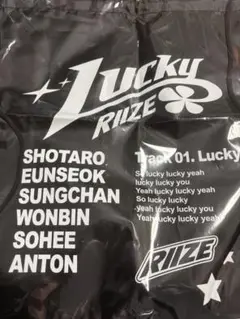 Lucky
RIIZE
SHOTARO
EUNSEOK
SUNGCHAN
WONBIN
SOHEE
ANTON
Track 01. Lucky
So lucky lucky yeah
lucky lucky you
Yeah lucky yeah lucky
So lucky lucky
yeah lucky lucky you
Yeah lucky yeah lucky
RIIZE